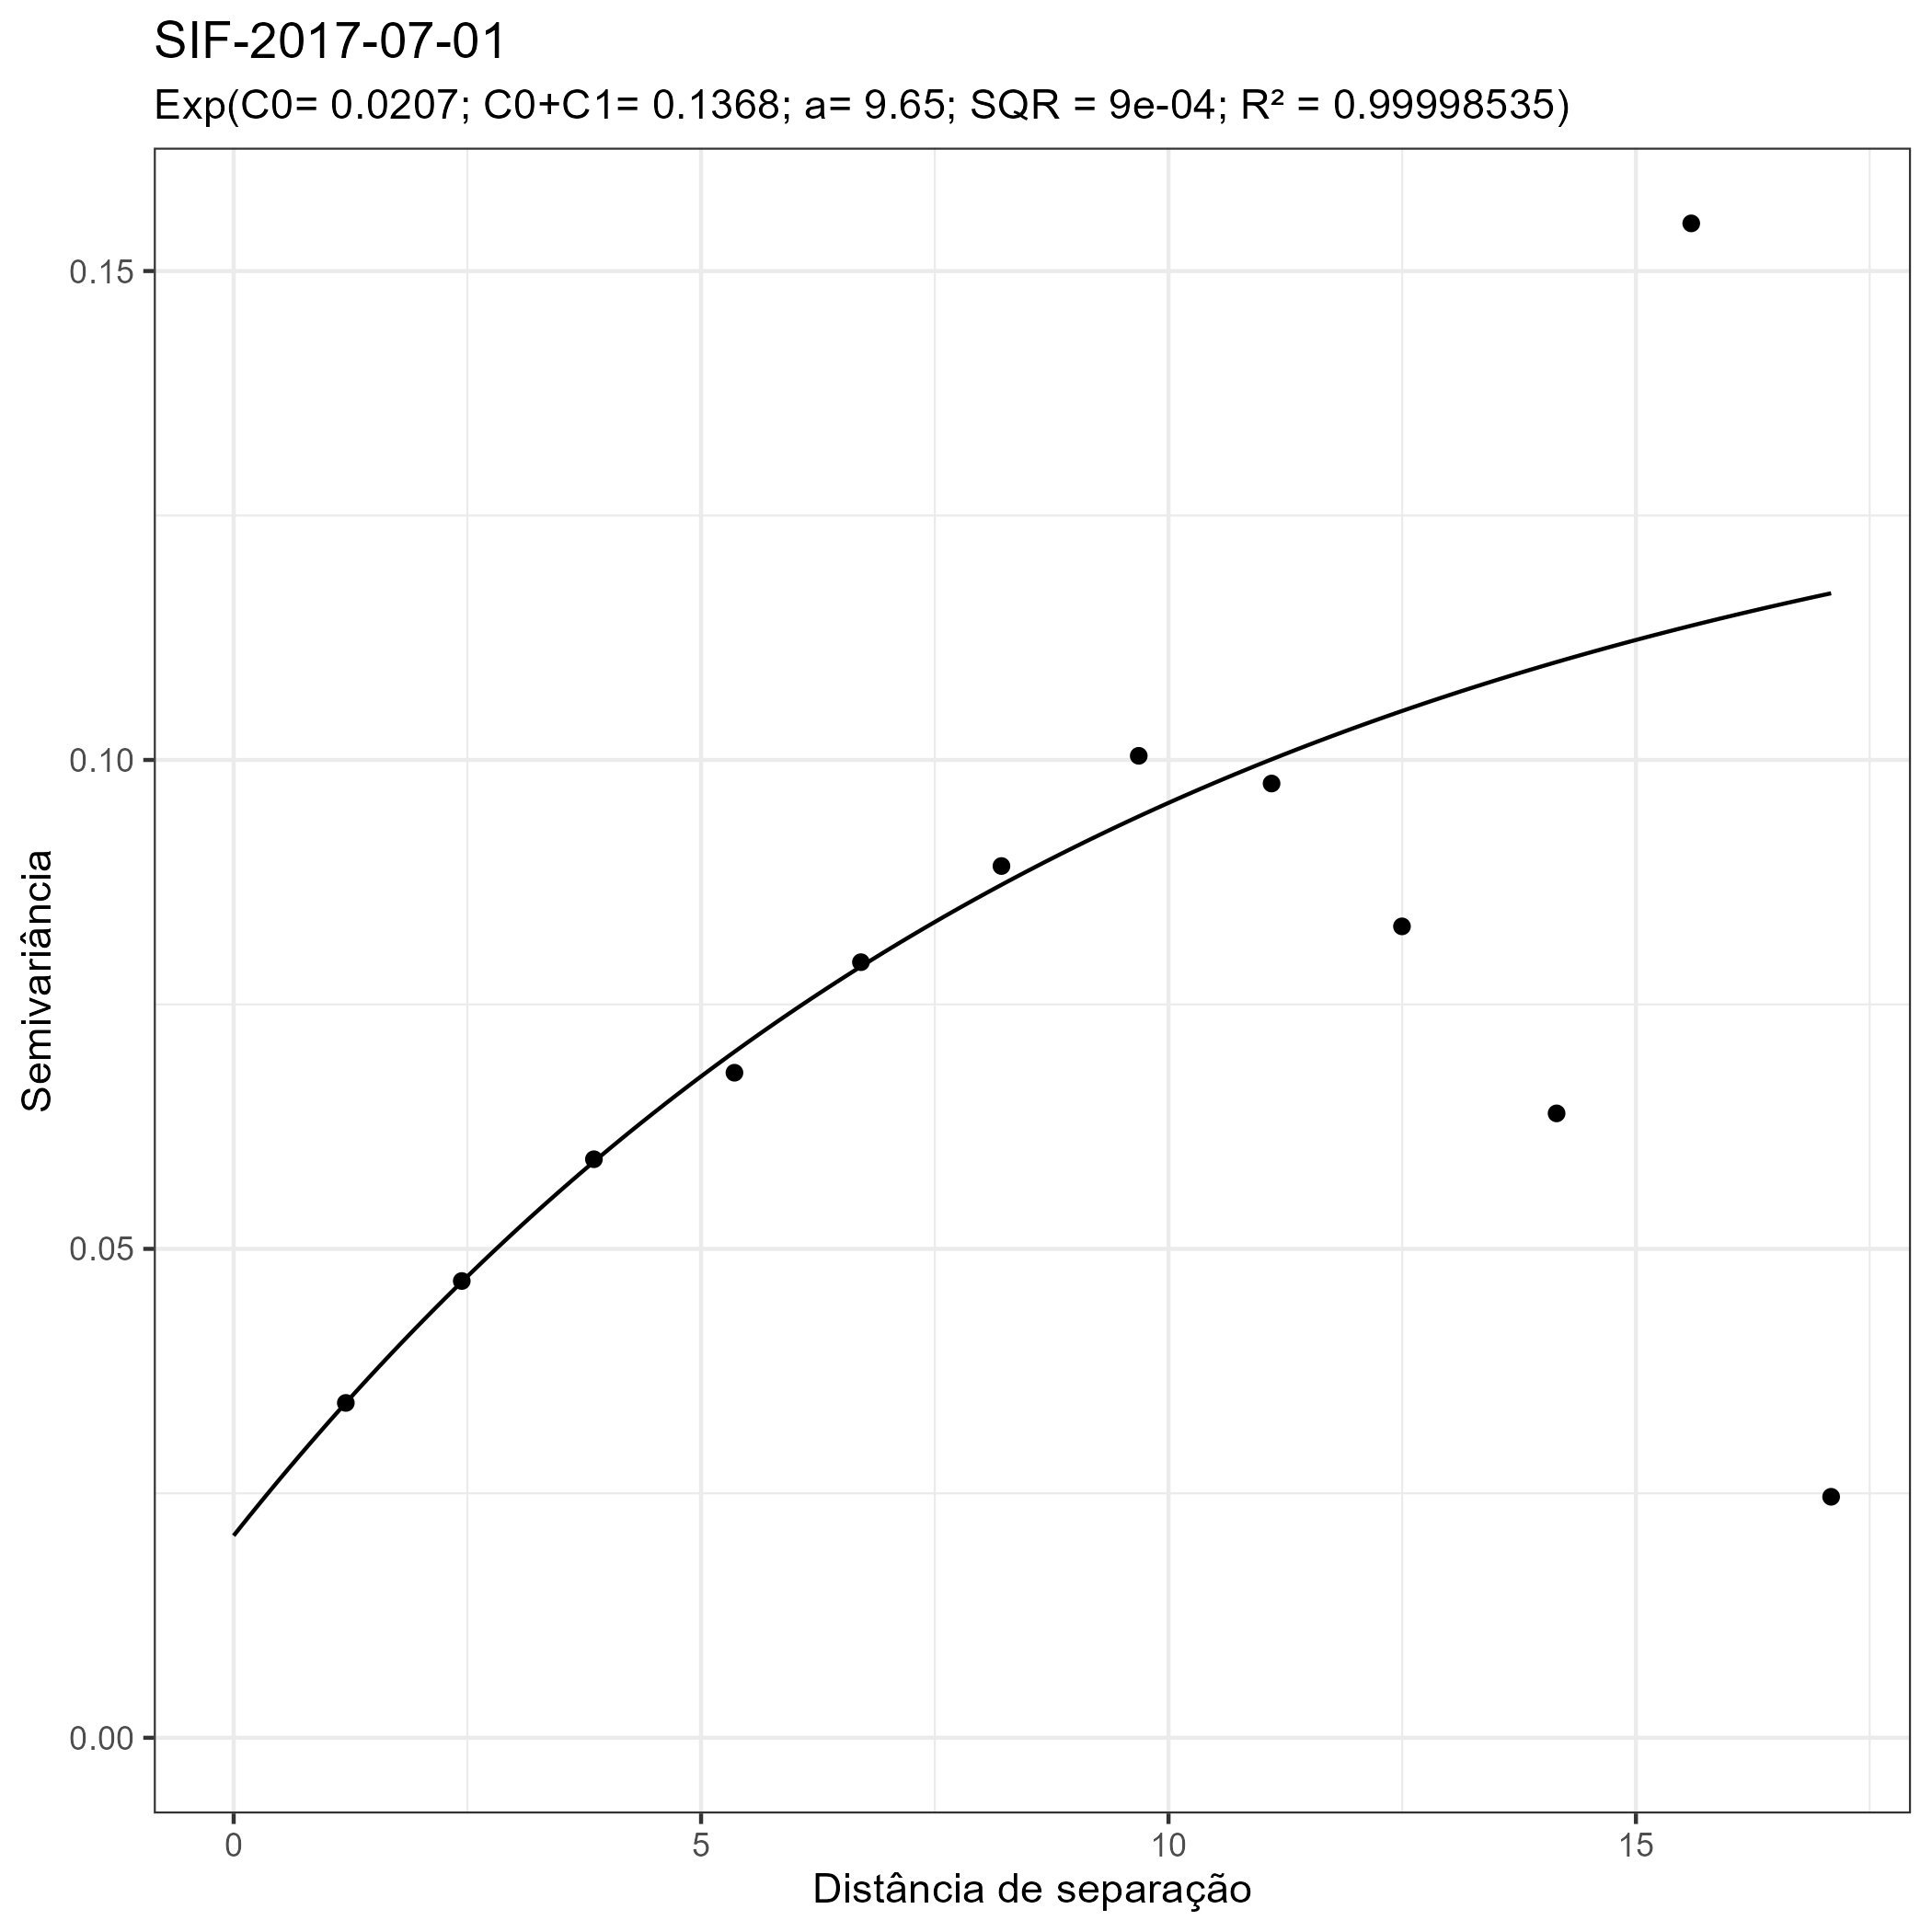 SIF-2017-07-01
Exp(C0= 0.0207; C0+C1= 0.1368; a= 9.65; SQR = 9e-04; R² = 0.99998535)
Semivariância
0.15
0.10
0.05
0.00
0 5 10 15
Distância de separação